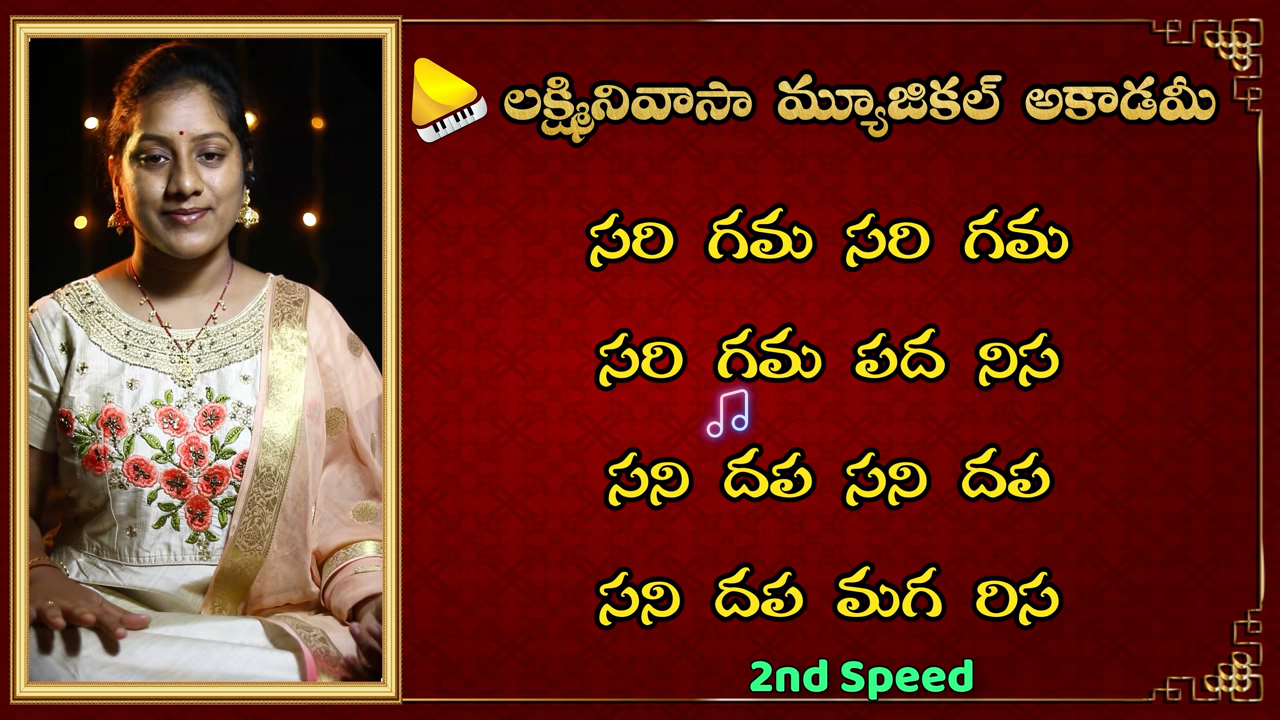 లక్ష్మినివాసా మ్యూజికల్ అకాడమీ
సరి గమ సరి గమ
సరి గమ పద నిస
సని దప సని దప
సని దప మగ రిస
2nd Speed